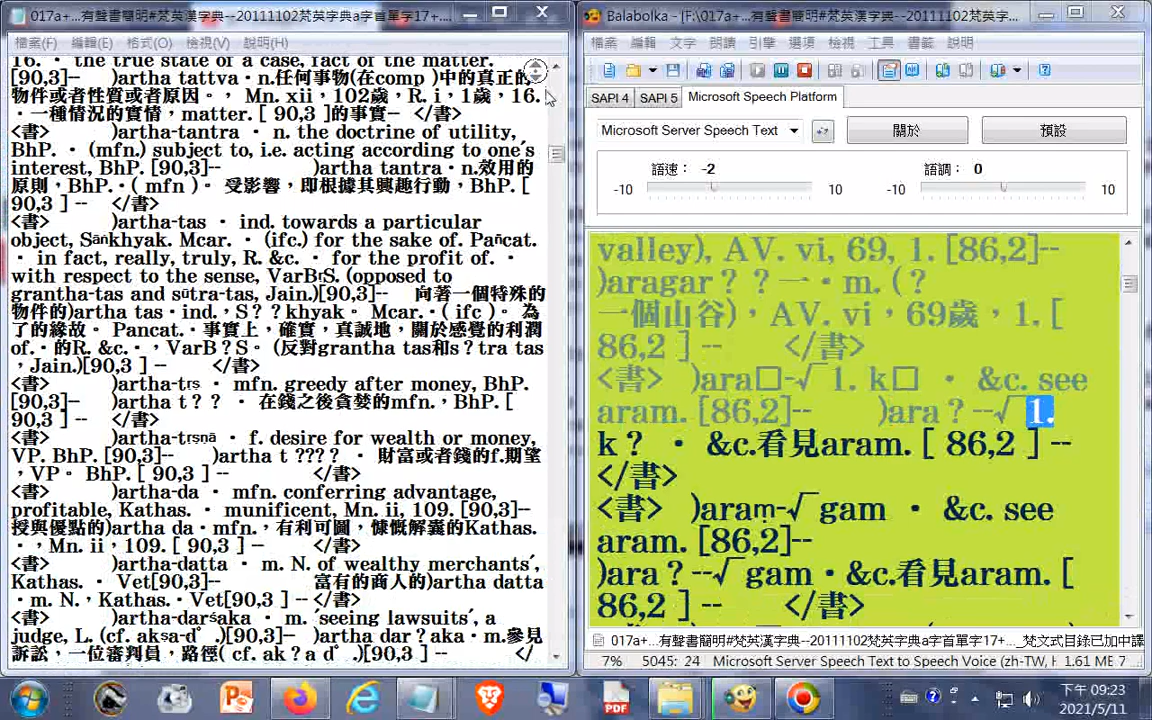 017a+...有聲書簡明#梵英漢字典--20111102梵英字典a字首單字17+...
檔案(F) 編輯(E) 格式(O) 檢視(V) 說明(H)
16. • the true state of a case, fact of the matter.
[90,3]-- )artha tattva·n.任何事物(在comp )中的真正的
物件或者性質或者原因。, Mn. xii,102歲,R. i,1歲,16.
·一種情況的實情,matter. [ 90,3 ]的事實-- </書>
<書> )artha-tantra • n. the doctrine of utility,
BhP. • (mfn.) subject to, i.e. acting according to one's
interest, BhP. [90,3]-- )artha tantra·n.效用的
原則,BhP.·( mfn )。 受影響,即根據其興趣行動,BhP. [
90,3 ] -- </書>
<書> )artha-tas • ind. towards a particular
object, Sāṅkhyak. Mcar. • (ifc.) for the sake of. Pañcat.
• in fact, really, truly, R. &c. • for the profit of. •
with respect to the sense, VarBṛS. (opposed to
grantha-tas and sūtra-tas, Jain.)[90,3]-- 向著一個特殊的
物件的)artha tas·ind.,S??khyak。 Mcar.·( ifc )。 為
了的緣故。 Pancat.·事實上,確實,真誠地,關於感覺的利潤
of.·的R. &c.·,VarB?S。 (反對grantha tas和s?tra tas
,Jain.)[90,3 ] -- </書>
<書> )artha-tṛṣ • mfn. greedy after money, BhP.
[90,3]-- )artha t?? · 在錢之後貪婪的mfn.,BhP. [
90,3 ]-- </書>
<書> )artha-tṛṣṇā • f. desire for wealth or money,
VP. BhP. [90,3]-- )artha t ???? · 財富或者錢的f.期望
,VP。 BhP. [ 90,3 ] -- </書>
<書> )artha-da • mfn. conferring advantage,
profitable, Kathas. • munificent, Mn. ii, 109. [90,3]--
授與優點的)artha da·mfn.,有利可圖,慷慨解囊的Kathas.
·,Mn. ii,109. [ 90,3 ] -- </書>
<書> )artha-datta • m. N. of wealthy merchants',
Kathas. • Vet[90,3]-- 富有的商人的)artha datta
·m. N.,Kathas.·Vet[90,3 ] -- </書>
<書> )artha-darśaka • m. 'seeing lawsuits', a
judge, L. (cf. akṣa-d˚ .)[90,3]-- )artha dar?aka·m.參見
訴訟,一位審判員,路徑( cf. ak?a d˚ .)[90,3 ] -- </
Balabolka - [F:\017a+...有聲書簡明#梵英漢字典--20111102梵英字...
檔案 編輯 文字 朗讀 引擎 選項 檢視 工具 書籤 說明
SAPI 4 SAPI 5 Microsoft Speech Platform
Microsoft Server Speech Text 關於 預設
語速: -2 語調: 0
-10 10 -10 10
valley), AV. vi, 69, 1. [86,2]--
)aragar??一·m. (?
一個山谷),AV. vi,69歲,1. [
86,2 ] -- </書>
<書> )ara□-√1. k□ • &c. see
aram. [86,2]-- )ara?--√1.
k? · &c.看見aram. [ 86,2 ] --
</書>
<書> )aram-√gam • &c. see
aram. [86,2]--
)ara?--√gam·&c.看見aram. [
86,2 ] -- </書>
017a+...有聲書簡明#梵英漢字典--20111102梵英字典a字首單字17+..._梵文式目錄已加中譯
7% 5045: 24 Microsoft Server Speech Text to Speech Voice (zh-TW, H 1.61 ME 7
下午 09:23
2021/5/11